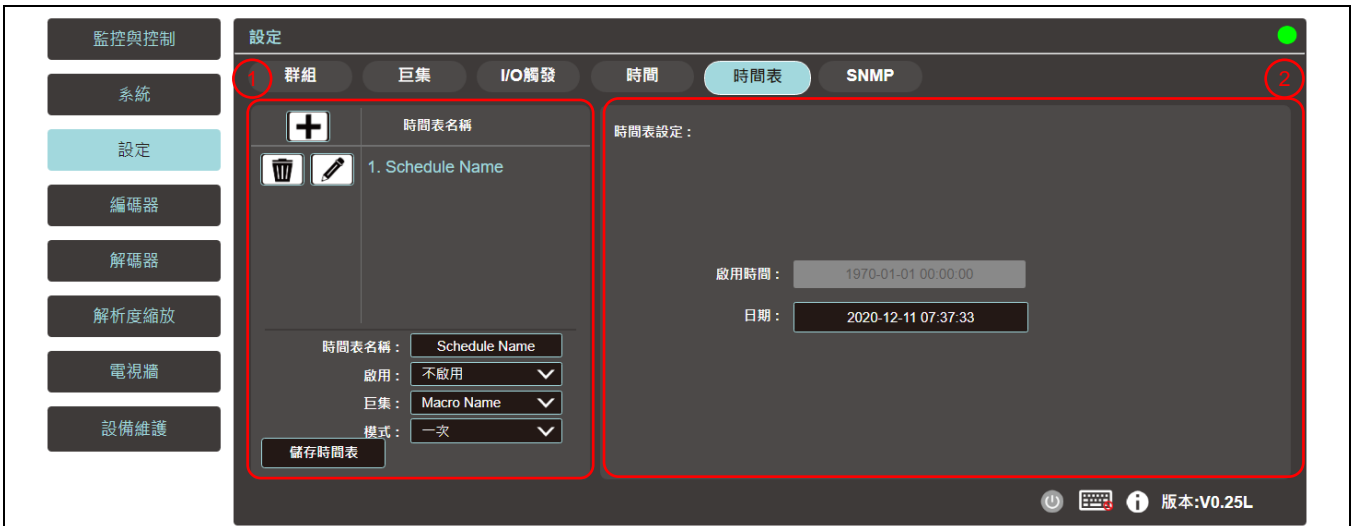 監控與控制
系統
設定
編碼器
解碼器
解析度縮放
電視牆
設備維護
設定
1 群組 巨集 I/O觸發 時間 時間表 SNMP 2
時間表名稱
1. Schedule Name
時間表名稱： Schedule Name
啟用： 不啟用
巨集： Macro Name
模式： 一次
儲存時間表
時間表設定：
啟用時間： 1970-01-01 00:00:00
日期： 2020-12-11 07:37:33
版本:V0.25L